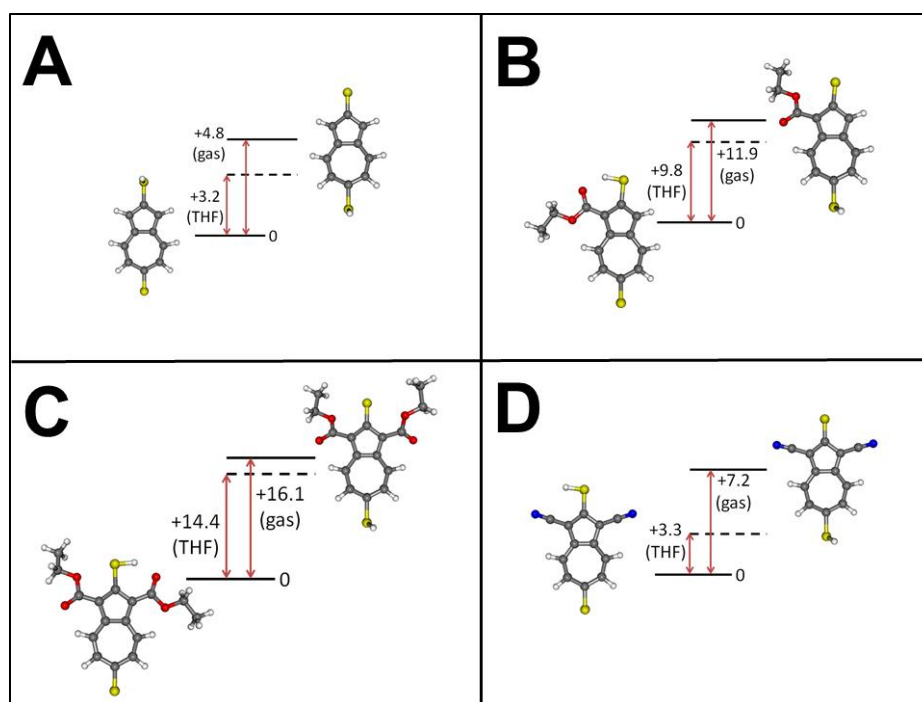 A
+4.8
(gas)
+3.2
(THF)
0
B
+9.8
(THF)
+11.9
(gas)
0
C
+14.4
(THF)
+16.1
(gas)
0
D
+7.2
(gas)
+3.3
(THF)
0